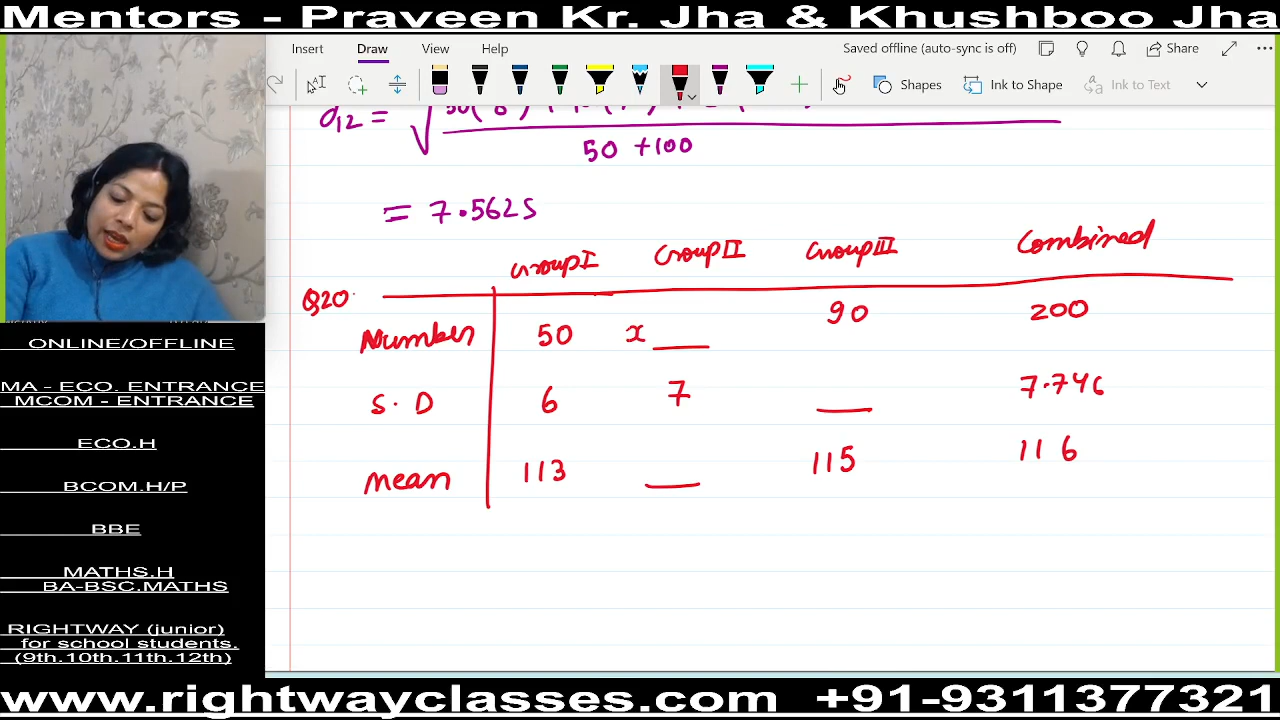 Mentors - Praveen Kr. Jha & Khushboo Jha
Insert Draw View Help Saved offline (auto-sync is off) Share
Shapes Ink to Shape Ink to Text
σ12 =
50 + 100
= 7.5625
Group I Group II Group III Combined
Q20
Number 50 x __ 90 200
S.D 6 7 __ 7.746
Mean 113 __ 115 116
ONLINE/OFFLINE
MA - ECO. ENTRANCE
MCOM - ENTRANCE
ECO.H
BCOM.H/P
BBE
MATHS.H
BA-BSC.MATHS
RIGHTWAY (junior)
for school students.
(9th.10th.11th.12th)
www.rightwayclasses.com +91-9311377321